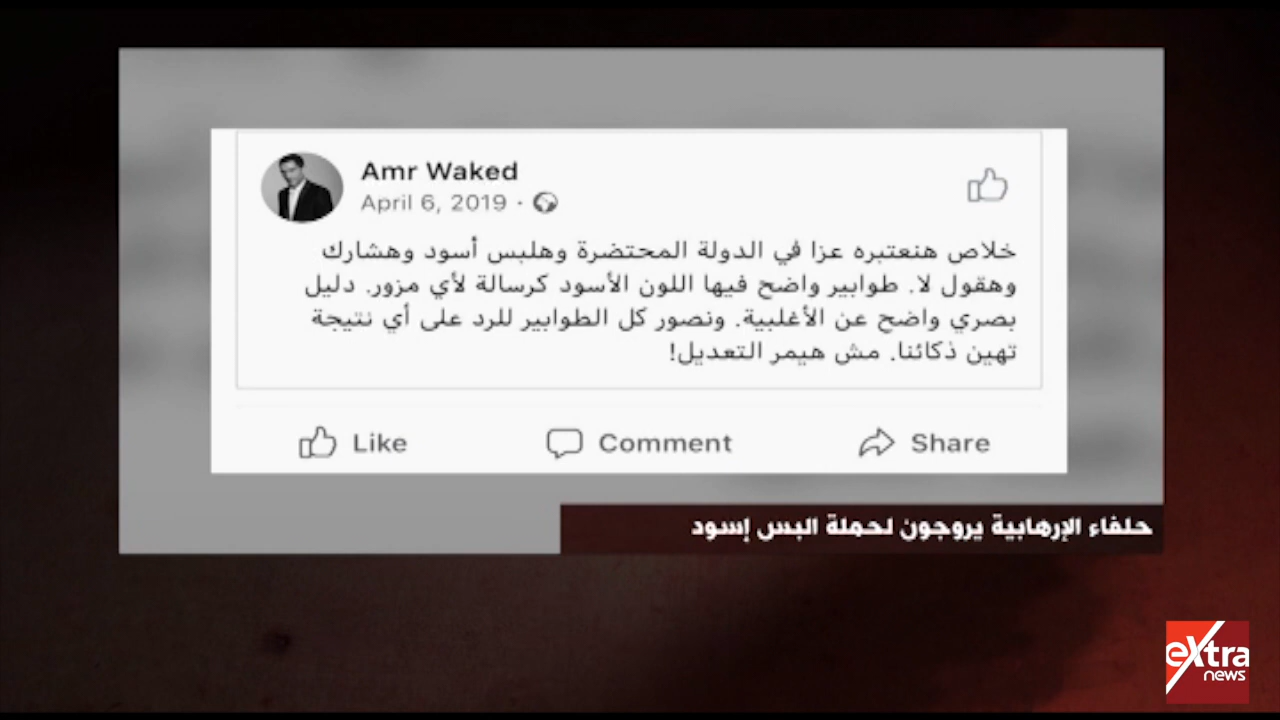 Amr Waked
April 6, 2019 ·
خلاص هنعتبره عزا في الدولة المحتضرة وهلبس أسود وهشارك
وهقول لا. طوابير واضح فيها اللون الأسود كرسالة لأي مزور. دليل
بصري واضح عن الأغلبية. ونصور كل الطوابير للرد على أي نتيجة
تهين ذكائنا. مش هيمر التعديل!
Like
Comment
Share
حلفاء الإرهابية يروجون لحملة البس إسود
eXtra
news